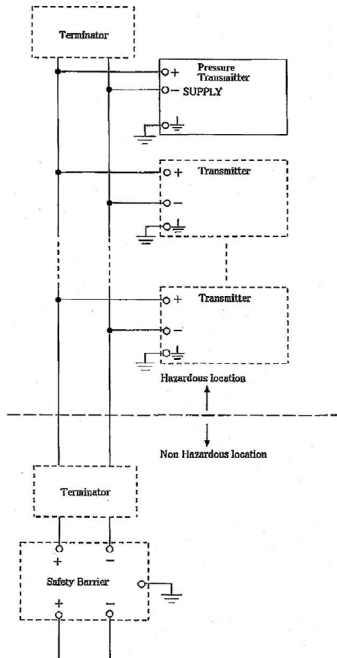 Terminator
+ Pressure
Transmitter
− SUPPLY
+ Transmitter
−
+ Transmitter
−
Hazardous location
Non Hazardous location
Terminator
+ −
Safety Barrier
+ −